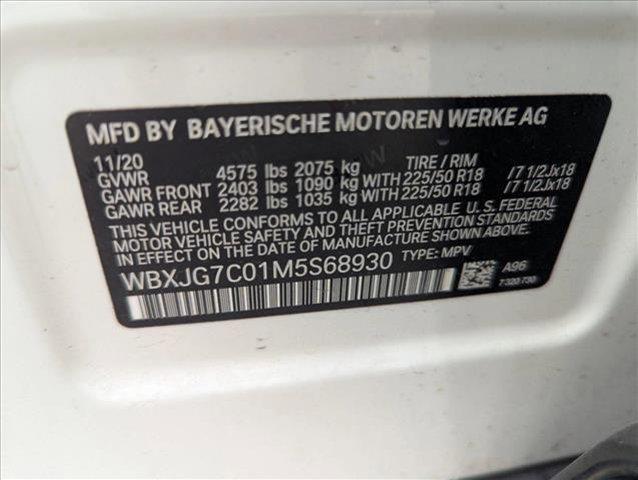 MFD BY BAYERISCHE MOTOREN WERKE AG
11/20 TIRE / RIM
GVWR 4575 lbs 2075 kg
GAWR FRONT 2403 lbs 1090 kg WITH 225/50 R18 /7 1/2Jx18
GAWR REAR 2282 lbs 1035 kg WITH 225/50 R18 /7 1/2Jx18
THIS VEHICLE CONFORMS TO ALL APPLICABLE U.S. FEDERAL
MOTOR VEHICLE SAFETY AND THEFT PREVENTION STANDARDS
IN EFFECT ON THE DATE OF MANUFACTURE SHOWN ABOVE.
WBXJG7C01M5S68930 TYPE: MPV
A96
7 320 730